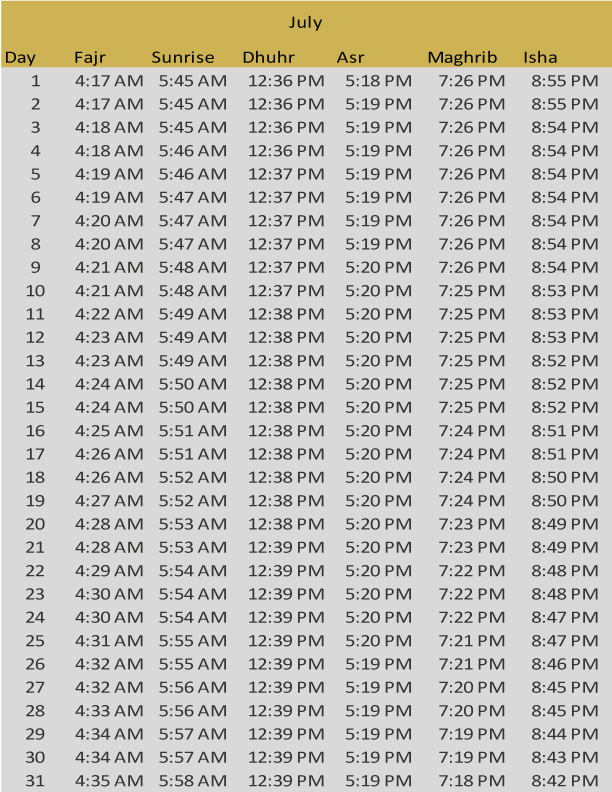 July
Day Fajr Sunrise Dhuhr Asr Maghrib Isha
1 4:17 AM 5:45 AM 12:36 PM 5:18 PM 7:26 PM 8:55 PM
2 4:17 AM 5:45 AM 12:36 PM 5:19 PM 7:26 PM 8:55 PM
3 4:18 AM 5:45 AM 12:36 PM 5:19 PM 7:26 PM 8:54 PM
4 4:18 AM 5:46 AM 12:36 PM 5:19 PM 7:26 PM 8:54 PM
5 4:19 AM 5:46 AM 12:37 PM 5:19 PM 7:26 PM 8:54 PM
6 4:19 AM 5:47 AM 12:37 PM 5:19 PM 7:26 PM 8:54 PM
7 4:20 AM 5:47 AM 12:37 PM 5:19 PM 7:26 PM 8:54 PM
8 4:20 AM 5:47 AM 12:37 PM 5:19 PM 7:26 PM 8:54 PM
9 4:21 AM 5:48 AM 12:37 PM 5:20 PM 7:26 PM 8:54 PM
10 4:21 AM 5:48 AM 12:37 PM 5:20 PM 7:25 PM 8:53 PM
11 4:22 AM 5:49 AM 12:38 PM 5:20 PM 7:25 PM 8:53 PM
12 4:23 AM 5:49 AM 12:38 PM 5:20 PM 7:25 PM 8:53 PM
13 4:23 AM 5:49 AM 12:38 PM 5:20 PM 7:25 PM 8:52 PM
14 4:24 AM 5:50 AM 12:38 PM 5:20 PM 7:25 PM 8:52 PM
15 4:24 AM 5:50 AM 12:38 PM 5:20 PM 7:25 PM 8:52 PM
16 4:25 AM 5:51 AM 12:38 PM 5:20 PM 7:24 PM 8:51 PM
17 4:26 AM 5:51 AM 12:38 PM 5:20 PM 7:24 PM 8:51 PM
18 4:26 AM 5:52 AM 12:38 PM 5:20 PM 7:24 PM 8:50 PM
19 4:27 AM 5:52 AM 12:38 PM 5:20 PM 7:24 PM 8:50 PM
20 4:28 AM 5:53 AM 12:38 PM 5:20 PM 7:23 PM 8:49 PM
21 4:28 AM 5:53 AM 12:39 PM 5:20 PM 7:23 PM 8:49 PM
22 4:29 AM 5:54 AM 12:39 PM 5:20 PM 7:22 PM 8:48 PM
23 4:30 AM 5:54 AM 12:39 PM 5:20 PM 7:22 PM 8:48 PM
24 4:30 AM 5:54 AM 12:39 PM 5:20 PM 7:22 PM 8:47 PM
25 4:31 AM 5:55 AM 12:39 PM 5:20 PM 7:21 PM 8:47 PM
26 4:32 AM 5:55 AM 12:39 PM 5:19 PM 7:21 PM 8:46 PM
27 4:32 AM 5:56 AM 12:39 PM 5:19 PM 7:20 PM 8:45 PM
28 4:33 AM 5:56 AM 12:39 PM 5:19 PM 7:20 PM 8:45 PM
29 4:34 AM 5:57 AM 12:39 PM 5:19 PM 7:19 PM 8:44 PM
30 4:34 AM 5:57 AM 12:39 PM 5:19 PM 7:19 PM 8:43 PM
31 4:35 AM 5:58 AM 12:39 PM 5:19 PM 7:18 PM 8:42 PM